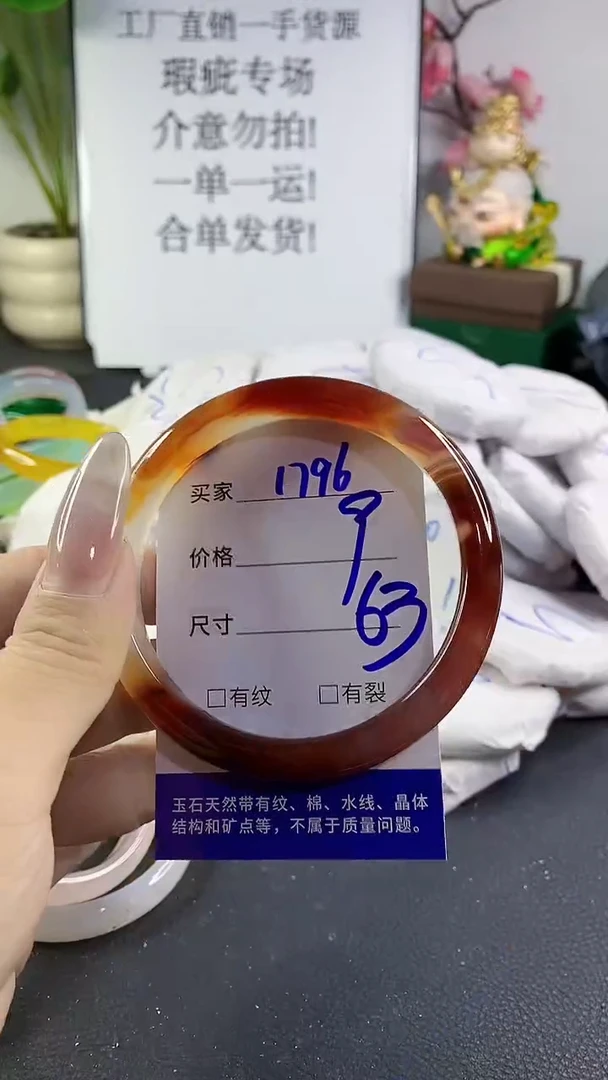 工厂直销一手货源
瑕疵专场
介意勿拍!
一单一运!
合单发货!
买家 1796
价格 9
尺寸 63
□有纹 □有裂
玉石天然带有纹、棉、水线、晶体
结构和矿点等，不属于质量问题。